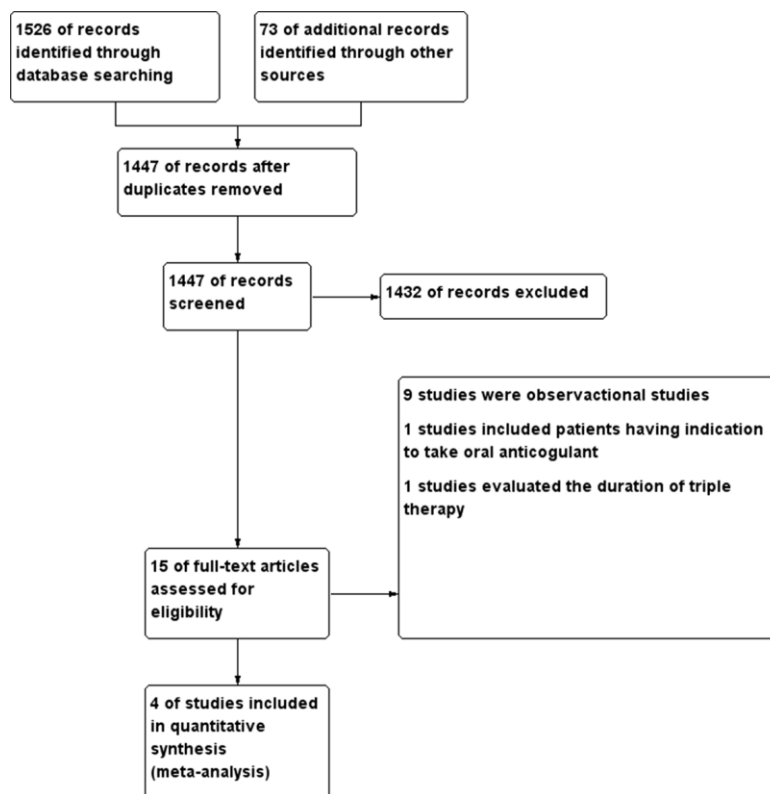 1526 of records
identified through
database searching
73 of additional records
identified through other
sources
1447 of records after
duplicates removed
1447 of records
screened
1432 of records excluded
9 studies were observactional studies
1 studies included patients having indication
to take oral anticogulant
1 studies evaluated the duration of triple
therapy
15 of full-text articles
assessed for
eligibility
4 of studies included
in quantitative
synthesis
(meta-analysis)